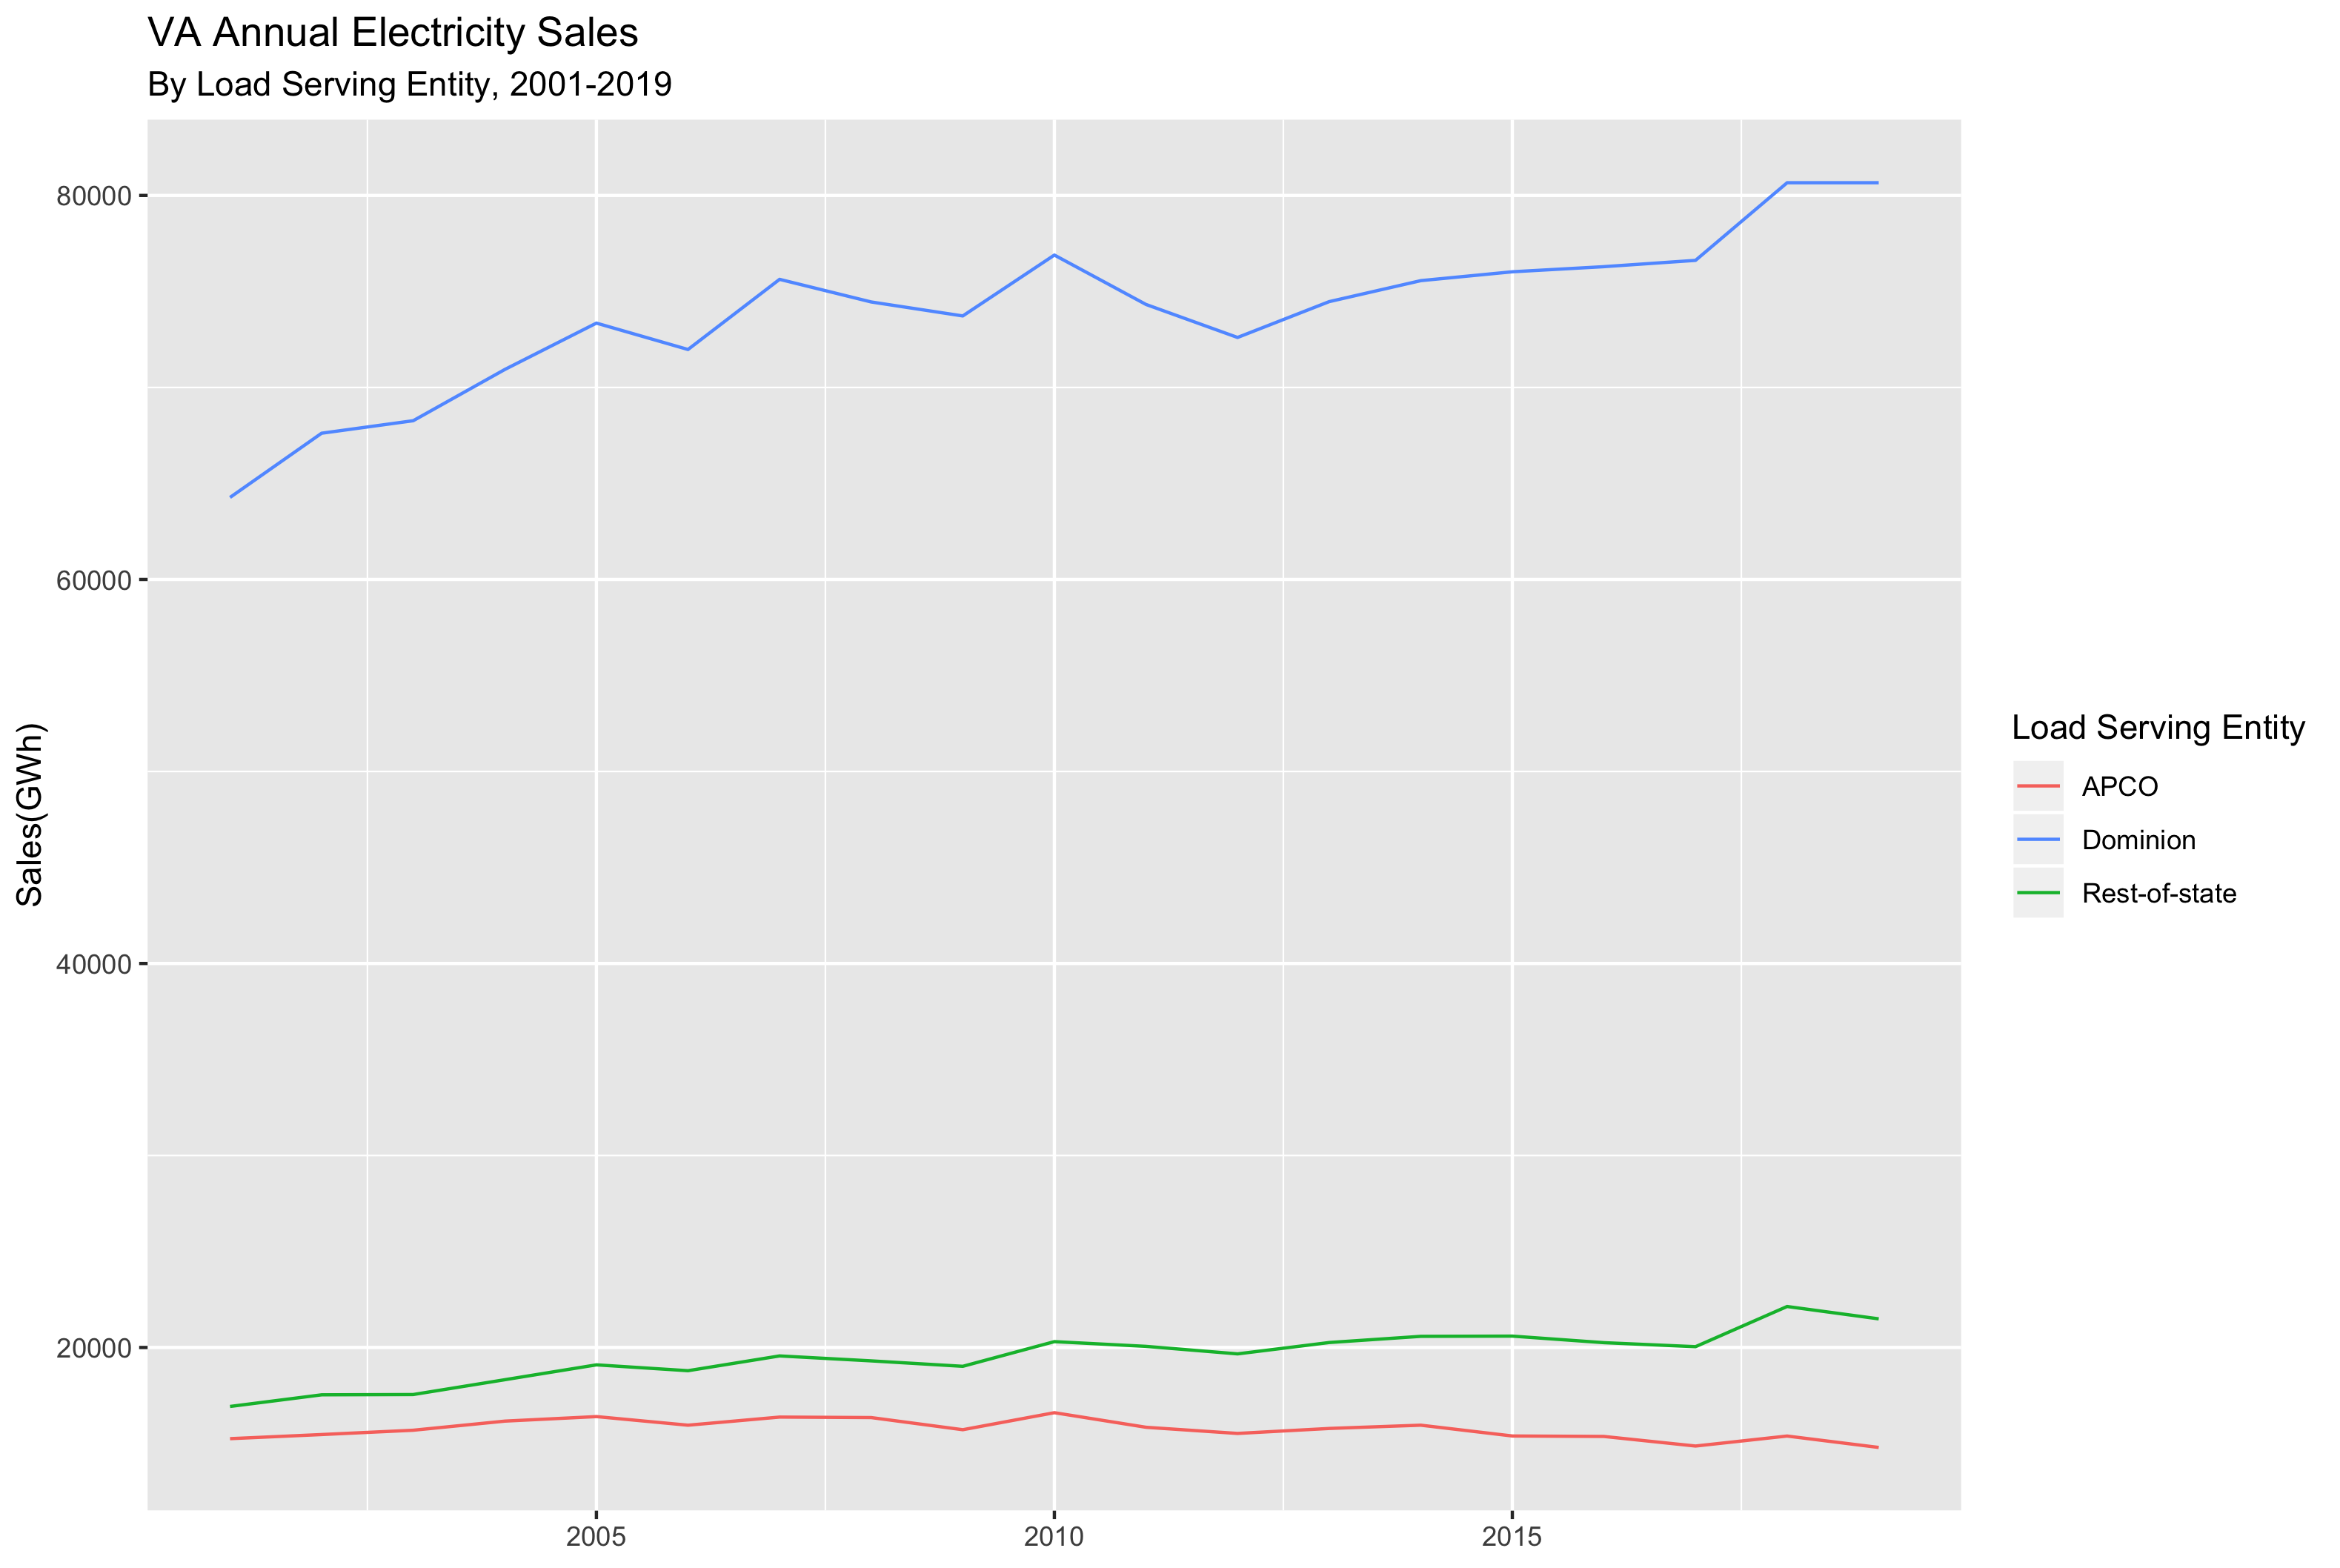 VA Annual Electricity Sales
By Load Serving Entity, 2001-2019
Sales(GWh)
80000
60000
40000
20000
2005
2010
2015
Load Serving Entity
APCO
Dominion
Rest-of-state